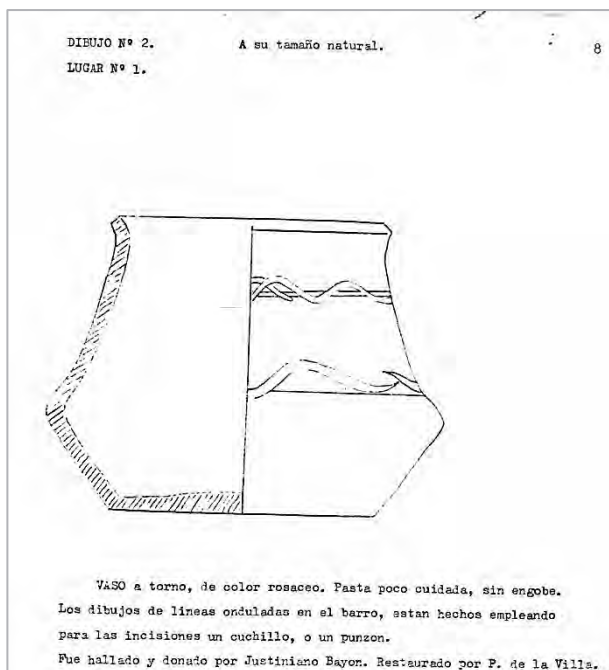 DIBUJO Nº 2. A su tamaño natural. 8
LUGAR Nº 1.
VASO a torno, de color rosaceo. Pasta poco cuidada, sin engobe.
Los dibujos de lineas onduladas en el barro, estan hechos empleando
para las incisiones un cuchillo, o un punzon.
Fue hallado y donado por Justiniano Bayon. Restaurado por P. de la Villa.